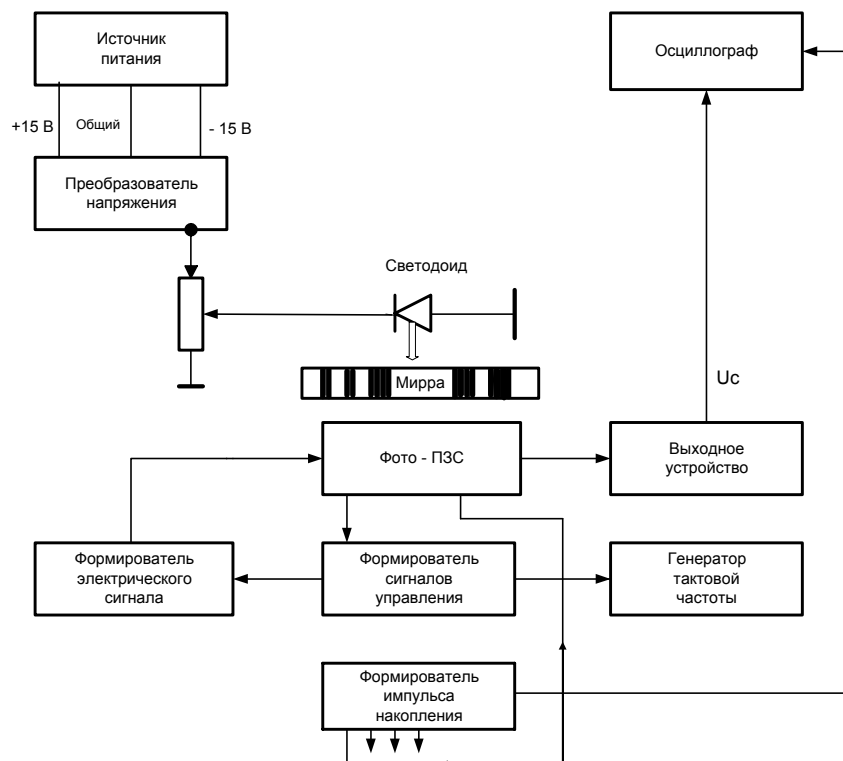 Источник
питания
Осциллограф
+15 В
Общий
- 15 В
Преобразователь
напряжения
Светодоид
Мирра
Uc
Фото - ПЗС
Выходное
устройство
Формирователь
электрического
сигнала
Формирователь
сигналов
управления
Генератор
тактовой
частоты
Формирователь
импульса
накопления